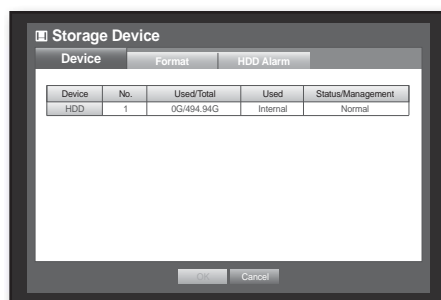 Storage Device
Device Format HDD Alarm
Device No. Used/Total Used Status/Management
HDD 1 0G/494.94G Internal Normal
OK Cancel